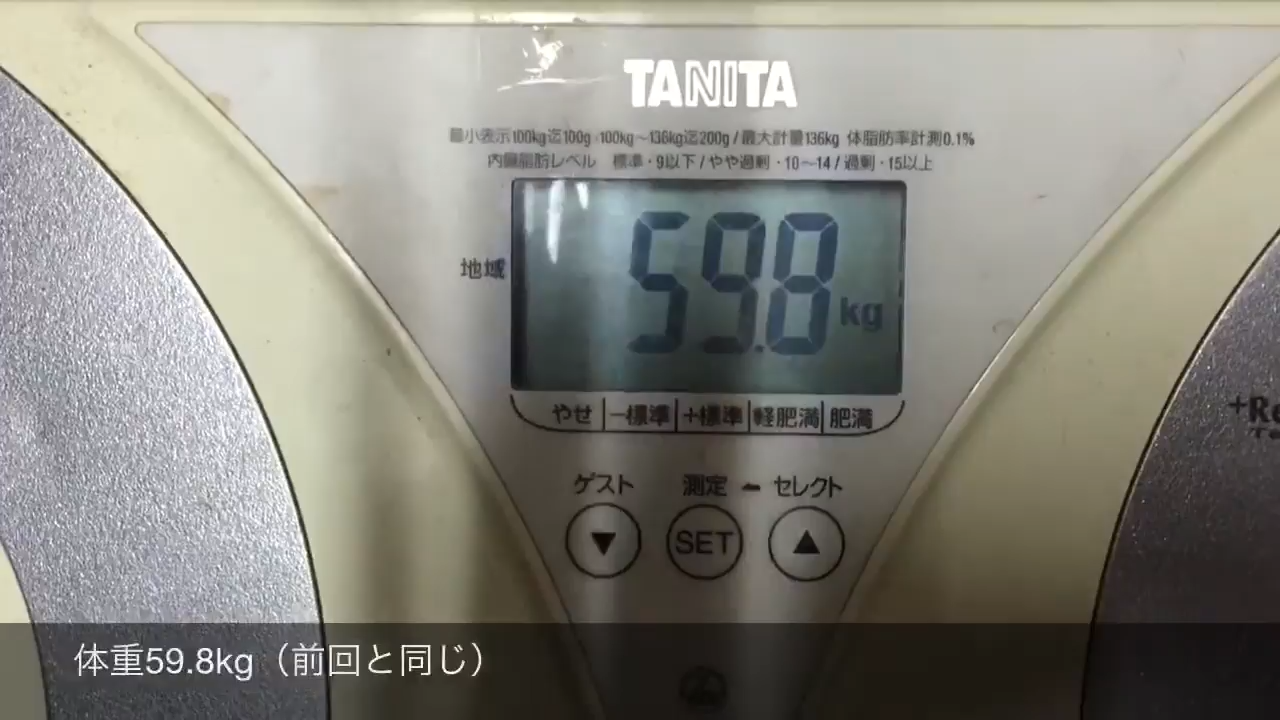 TANITA
最小表示100kg迄100g 100kg〜136kg迄200g / 最大計量136kg 体脂肪率計測0.1%
内臓脂肪レベル 標準・9以下 / やや過剰・10〜14 / 過剰・15以上
地域
59.8kg
やせ -標準 +標準 軽肥満 肥満
ゲスト 測定 - セレクト
▼ SET ▲
体重59.8kg（前回と同じ）